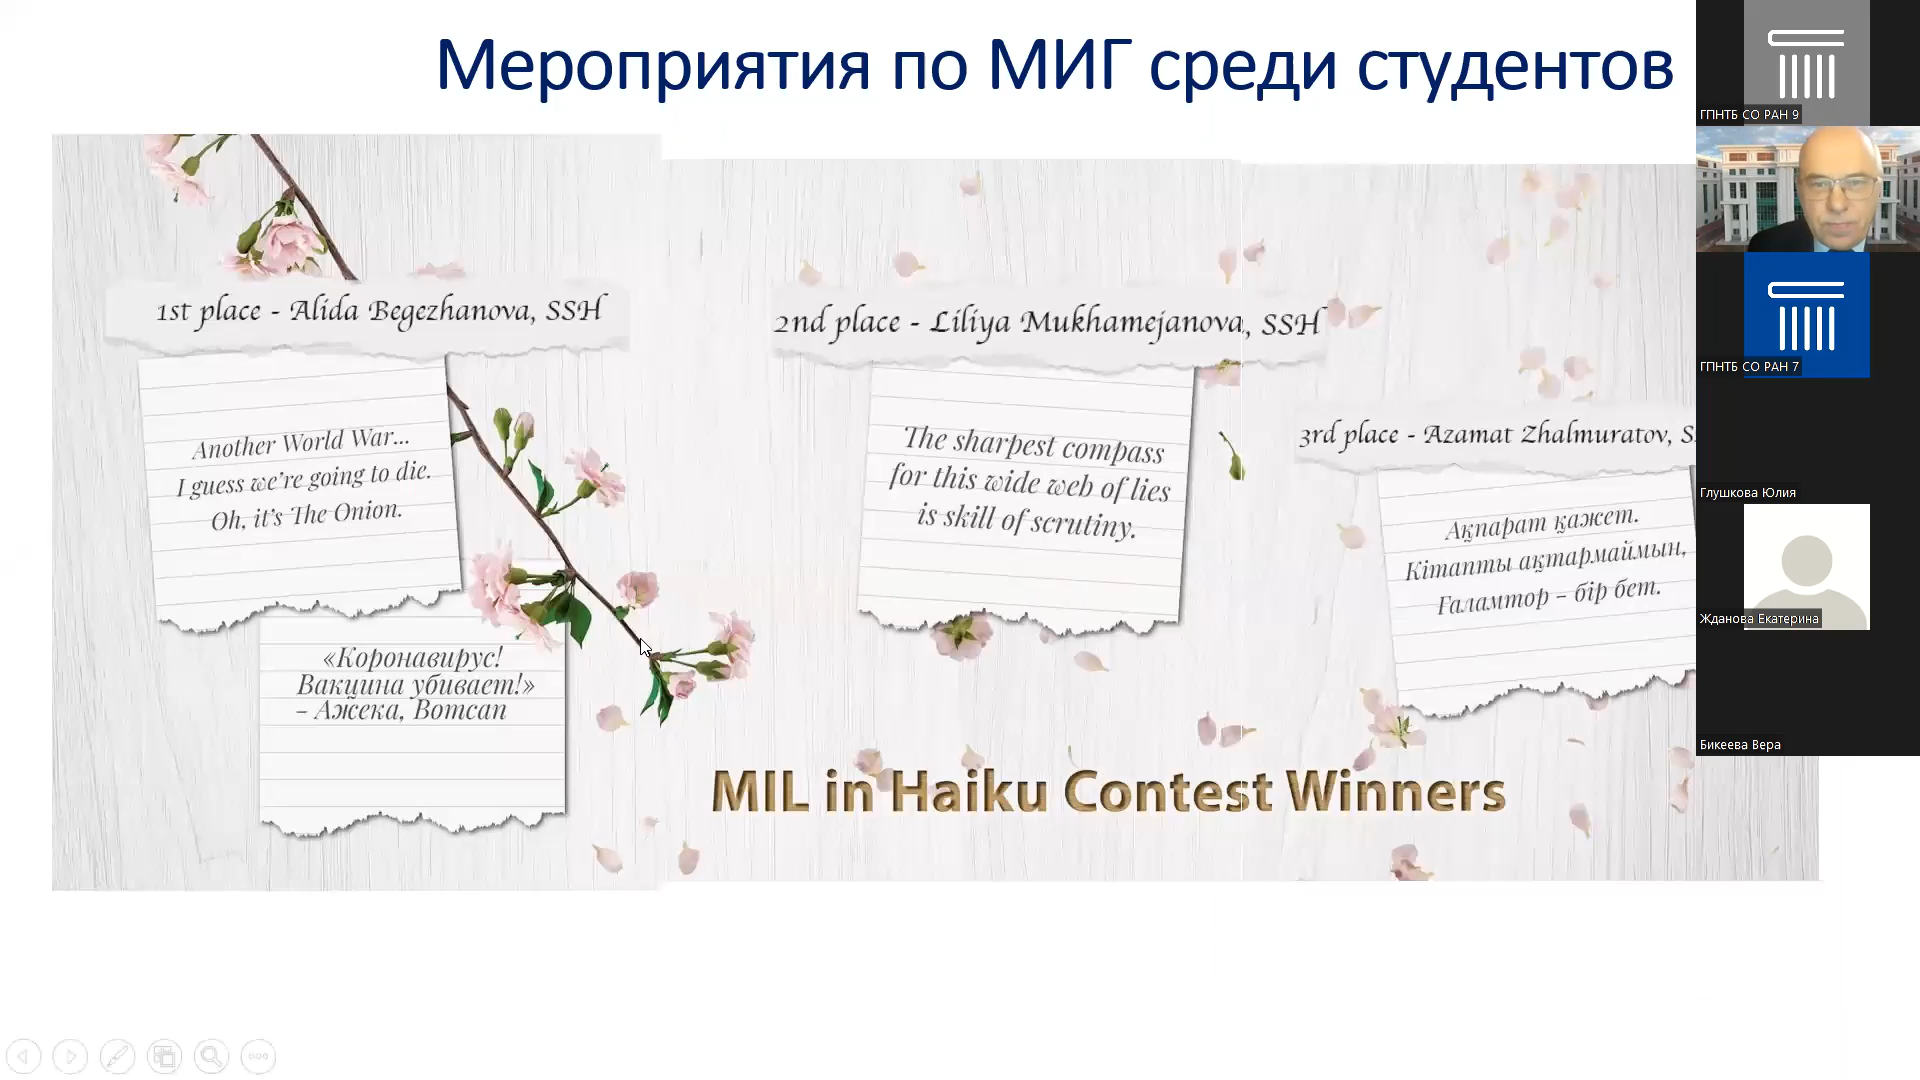 Мероприятия по МИГ среди студентов
1st place - Alida Begezhanova, SSH
Another World War...
I guess we're going to die.
Oh, it's The Onion.
«Коронавирус!
Вакцина убивает!»
– Ажека, Вотсап
2nd place - Liliya Mukhamejanova, SSH
The sharpest compass
for this wide web of lies
is skill of scrutiny.
3rd place - Azamat Zhalmuratov, S
Ақпарат қажет.
Кітапты ақтармаймын,
Ғаламтор – бір бет.
MIL in Haiku Contest Winners
ГПНТБ СО РАН 9
ГПНТБ СО РАН 7
Глушкова Юлия
Жданова Екатерина
Бикеева Вера